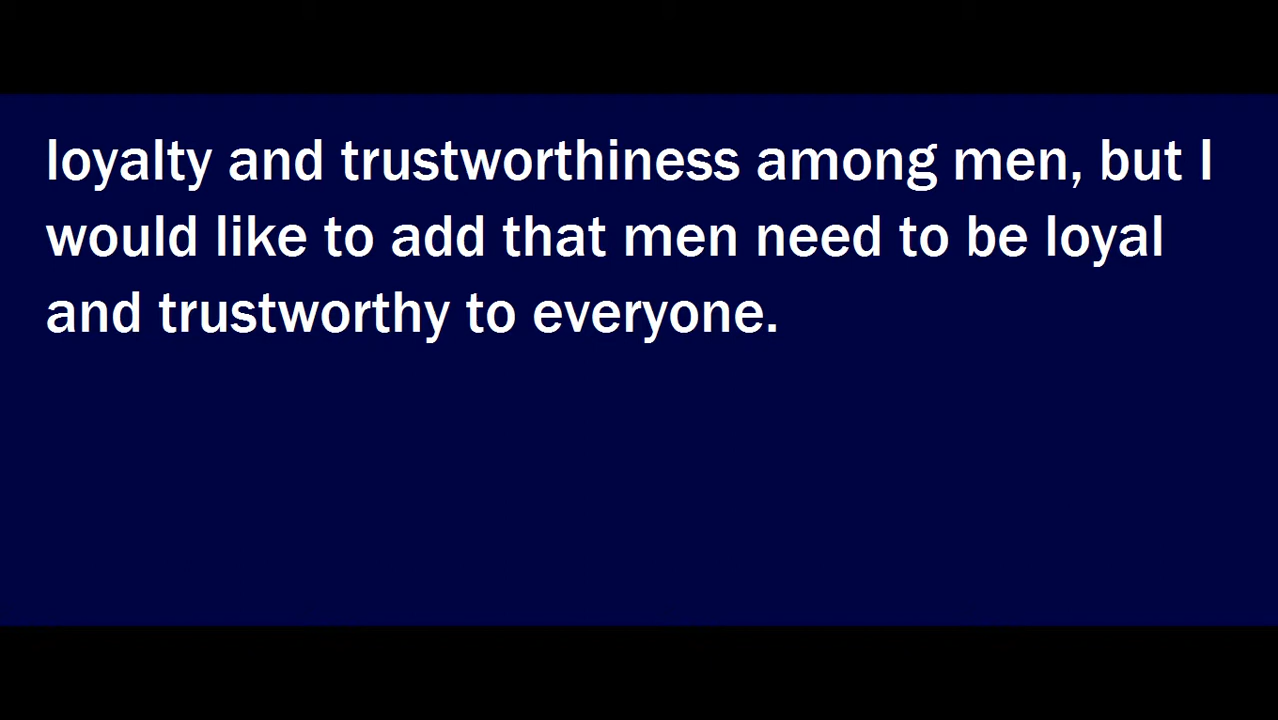 loyalty and trustworthiness among men, but I
would like to add that men need to be loyal
and trustworthy to everyone.